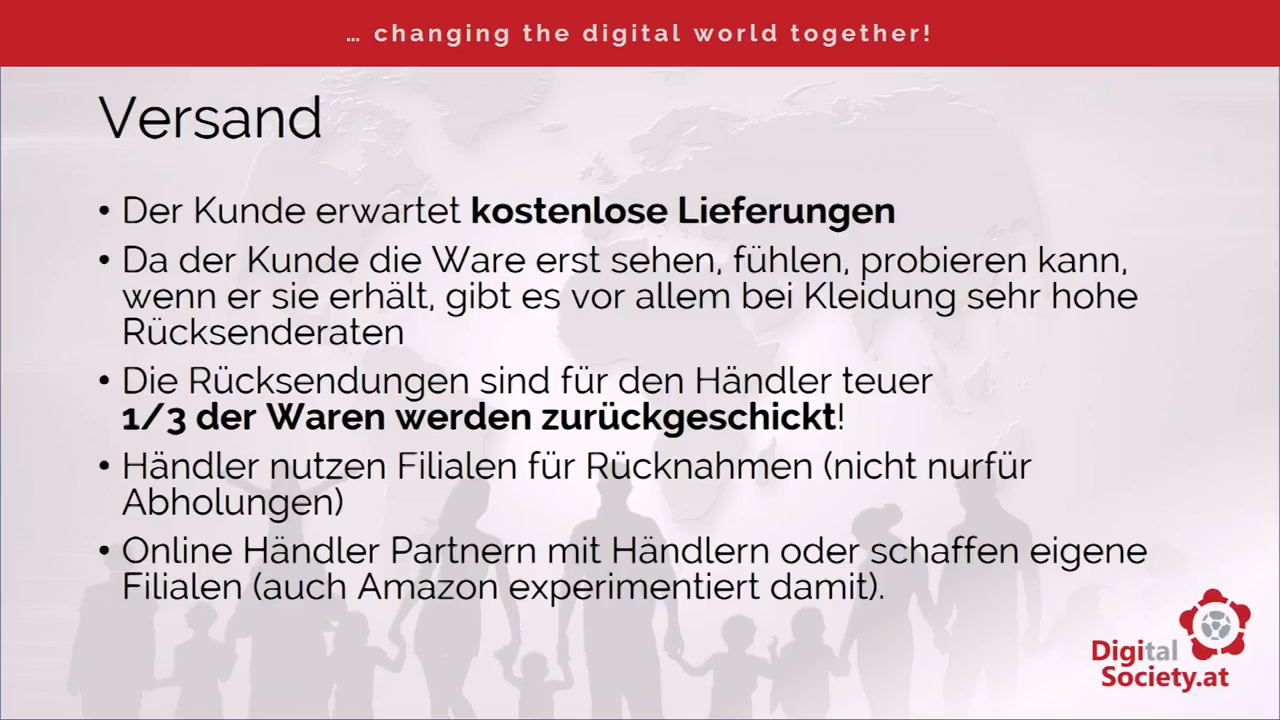 … changing the digital world together!
Versand
• Der Kunde erwartet kostenlose Lieferungen
• Da der Kunde die Ware erst sehen, fühlen, probieren kann,
wenn er sie erhält, gibt es vor allem bei Kleidung sehr hohe
Rücksenderaten
• Die Rücksendungen sind für den Händler teuer
1/3 der Waren werden zurückgeschickt!
• Händler nutzen Filialen für Rücknahmen (nicht nurfür
Abholungen)
• Online Händler Partnern mit Händlern oder schaffen eigene
Filialen (auch Amazon experimentiert damit).
Digital
Society.at